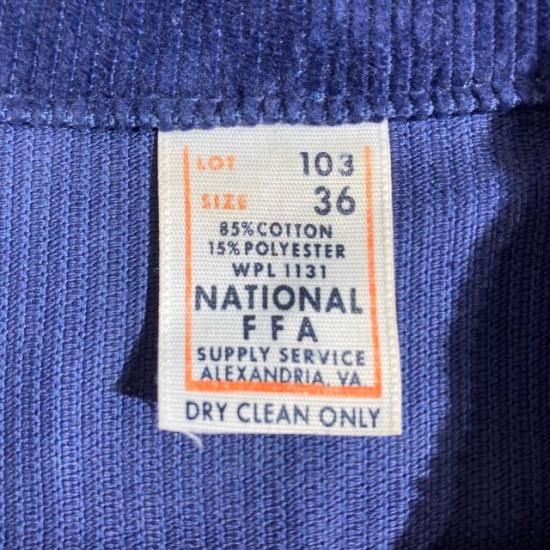 LOT 103
SIZE 36
85% COTTON
15% POLYESTER
WPL 1131
NATIONAL
FFA
SUPPLY SERVICE
ALEXANDRIA, VA
DRY CLEAN ONLY